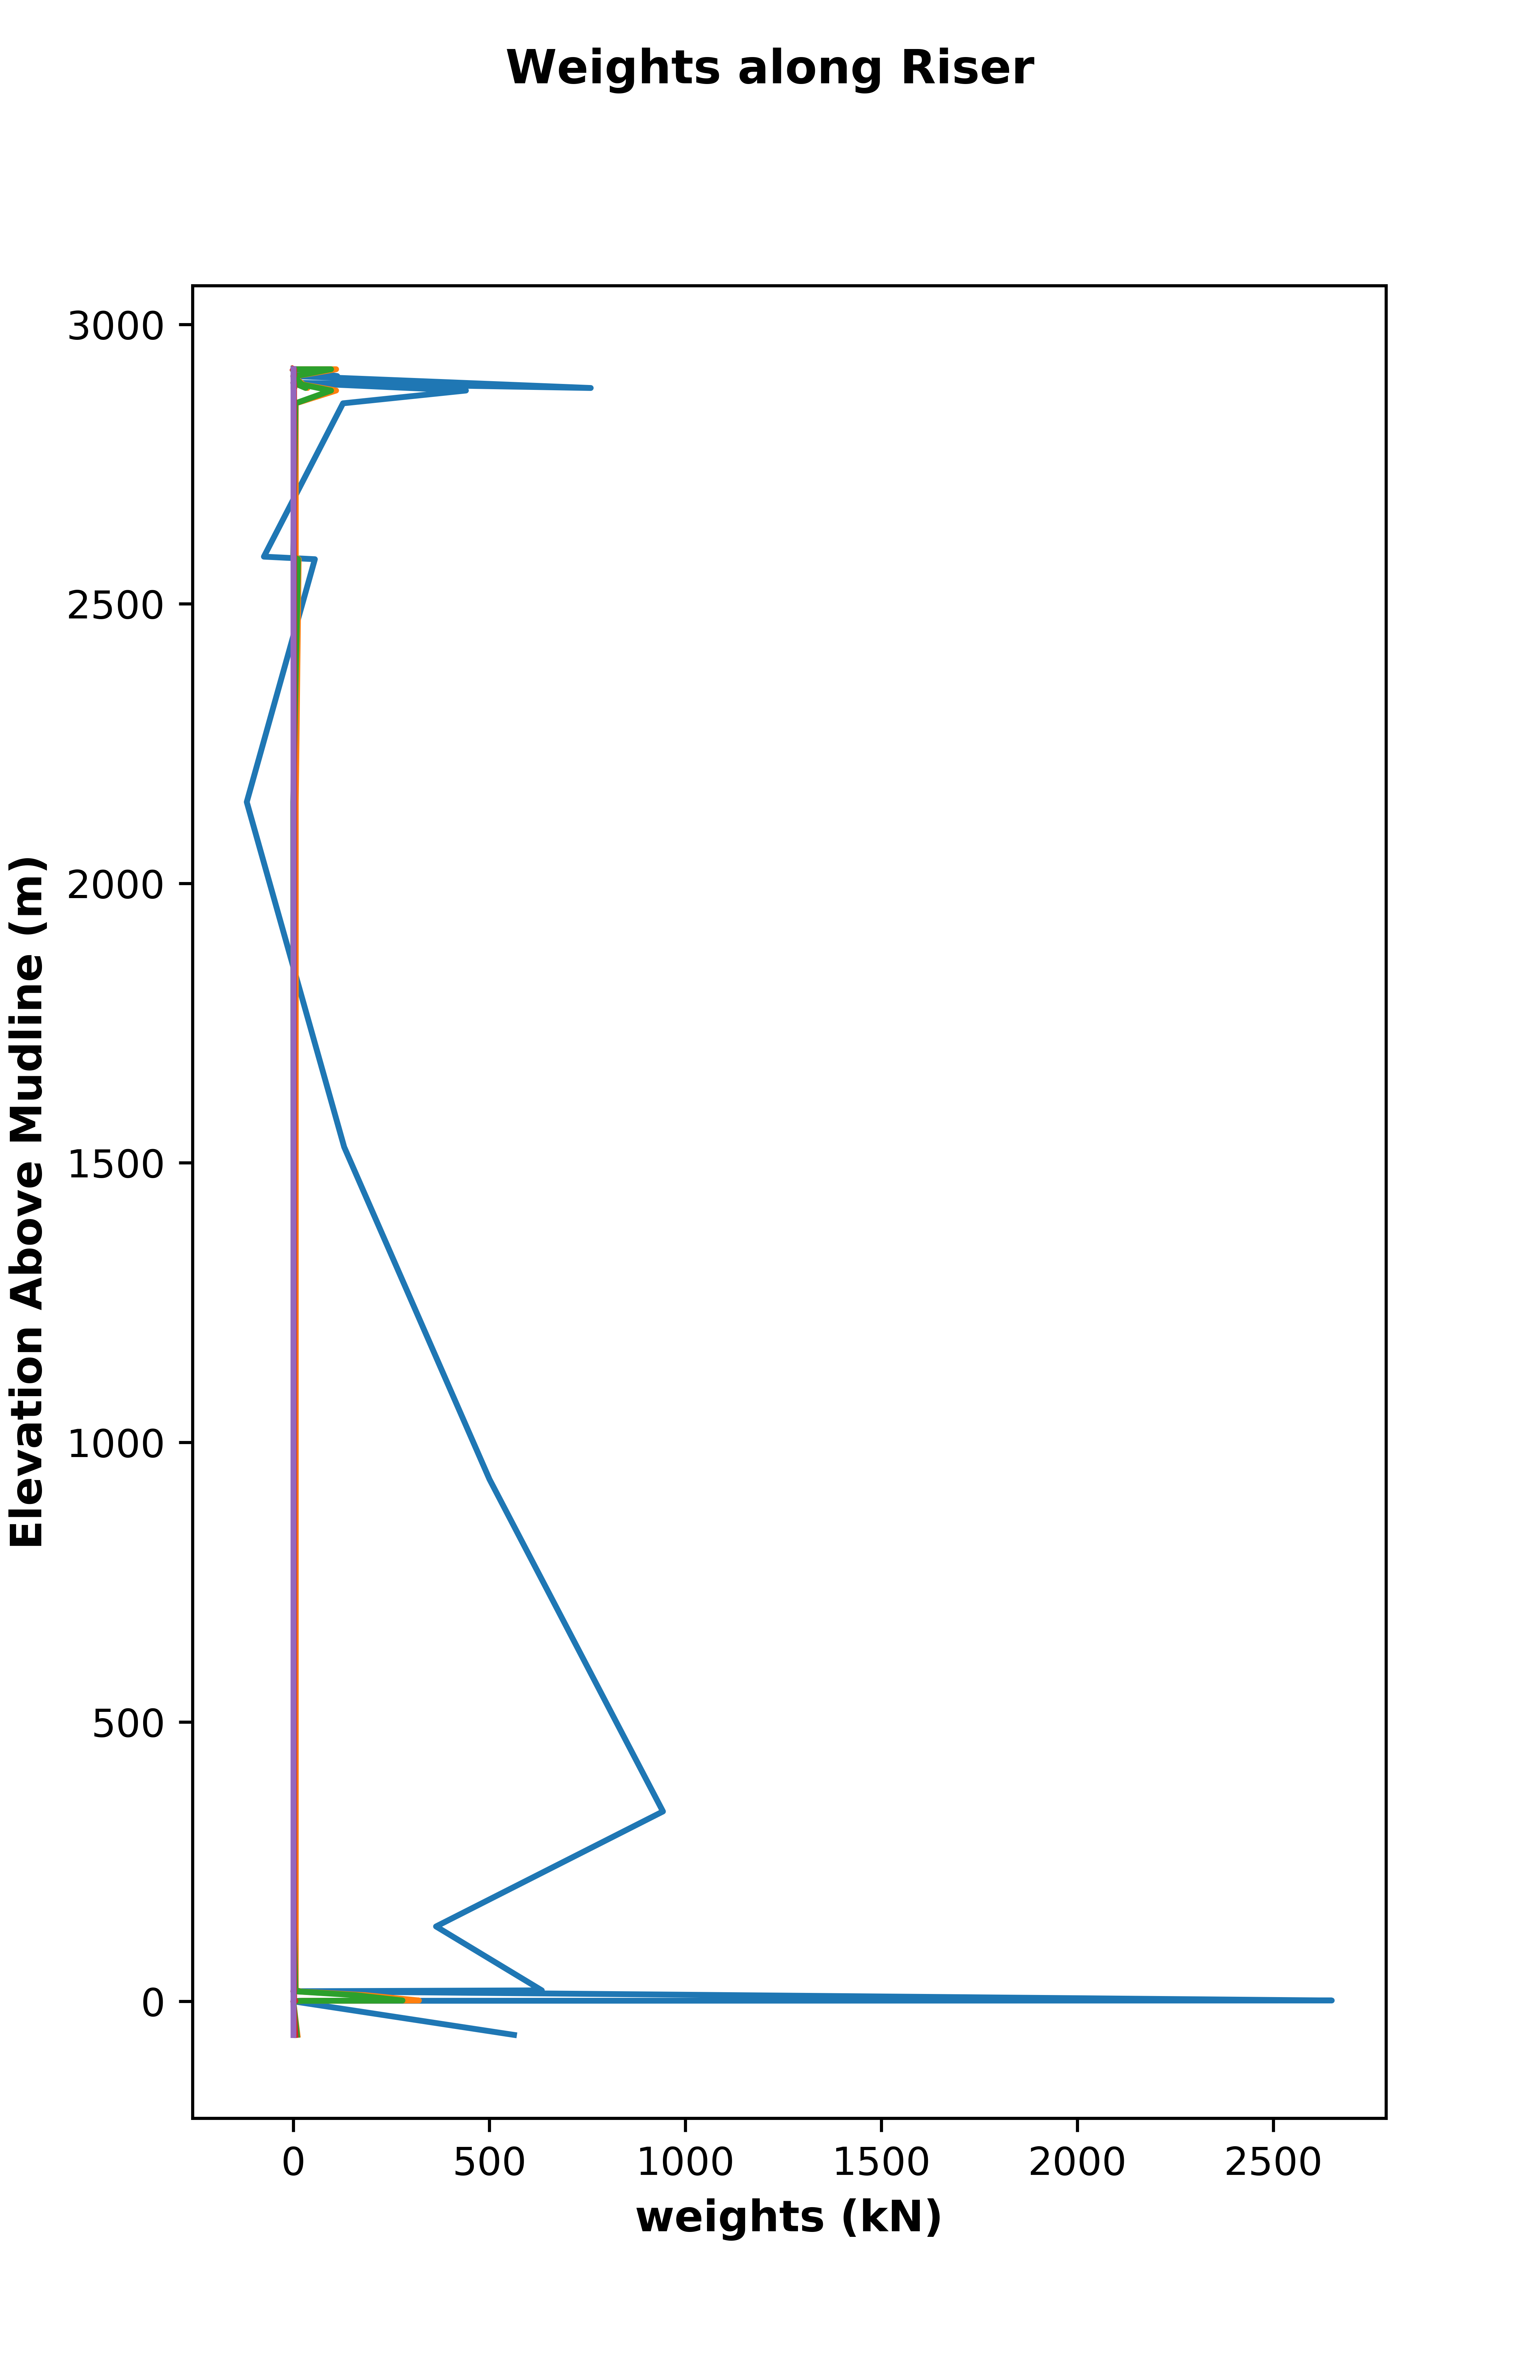 Weights along Riser
3000
2500
2000
1500
1000
500
0
Elevation Above Mudline (m)
0 500 1000 1500 2000 2500
weights (kN)